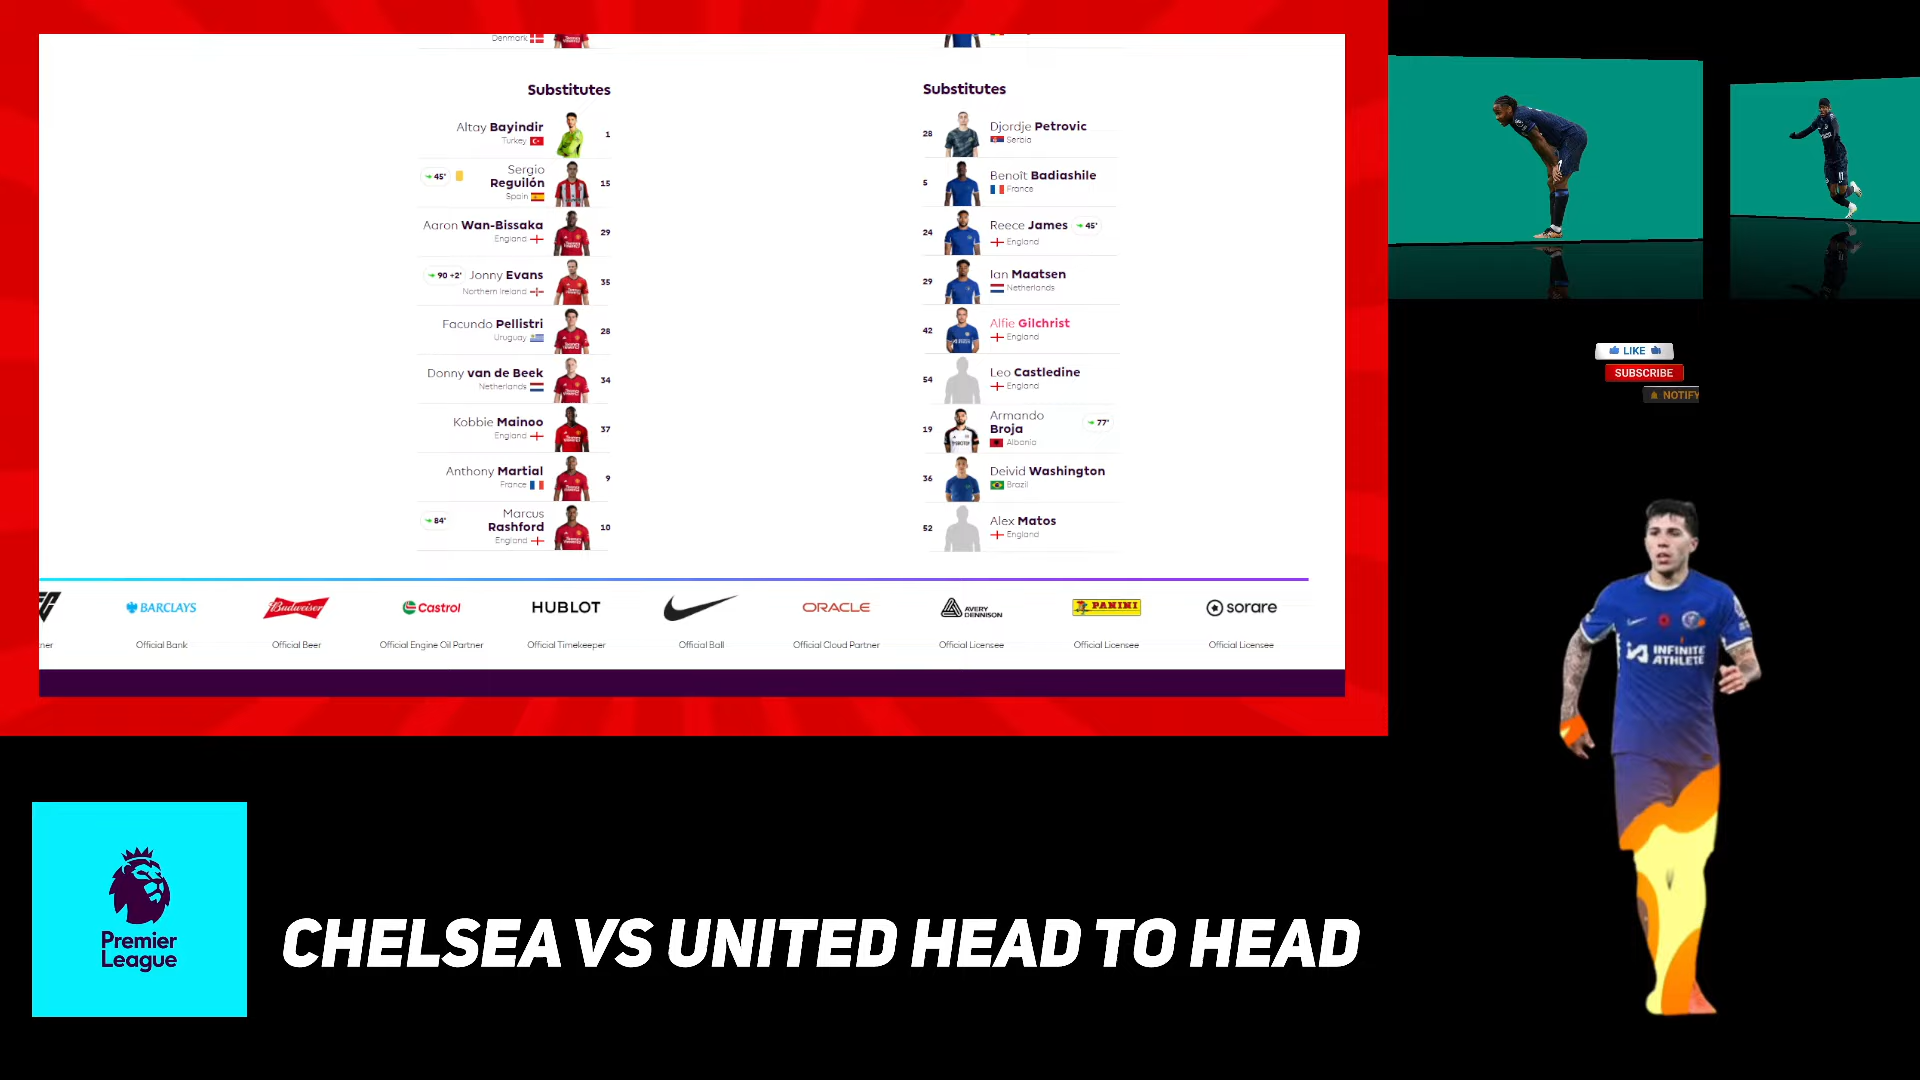 Denmark
Substitutes
Altay Bayindir
Turkey
1
45'
Sergio
Reguilón
Spain
15
Aaron Wan-Bissaka
England
29
90 +2'
Jonny Evans
Northern Ireland
35
Facundo Pellistri
Uruguay
28
Donny van de Beek
Netherlands
34
Kobbie Mainoo
England
37
Anthony Martial
France
9
84'
Marcus
Rashford
England
10
Substitutes
28
Djordje Petrovic
Serbia
5
Benoît Badiashile
France
24
Reece James
45'
England
29
Ian Maatsen
Netherlands
42
Alfie Gilchrist
England
54
Leo Castledine
England
19
Armando
Broja
77'
Albania
36
Deivid Washington
Brazil
52
Alex Matos
England
BARCLAYS
Official Bank
Budweiser
Official Beer
Castrol
Official Engine Oil Partner
HUBLOT
Official Timekeeper
Official Ball
ORACLE
Official Cloud Partner
AVERY
DENNISON
Official Licensee
PANINI
Official Licensee
sorare
Official Licensee
LIKE
SUBSCRIBE
NOTIFY
INFINITE
ATHLETE
Premier
League
CHELSEA VS UNITED HEAD TO HEAD